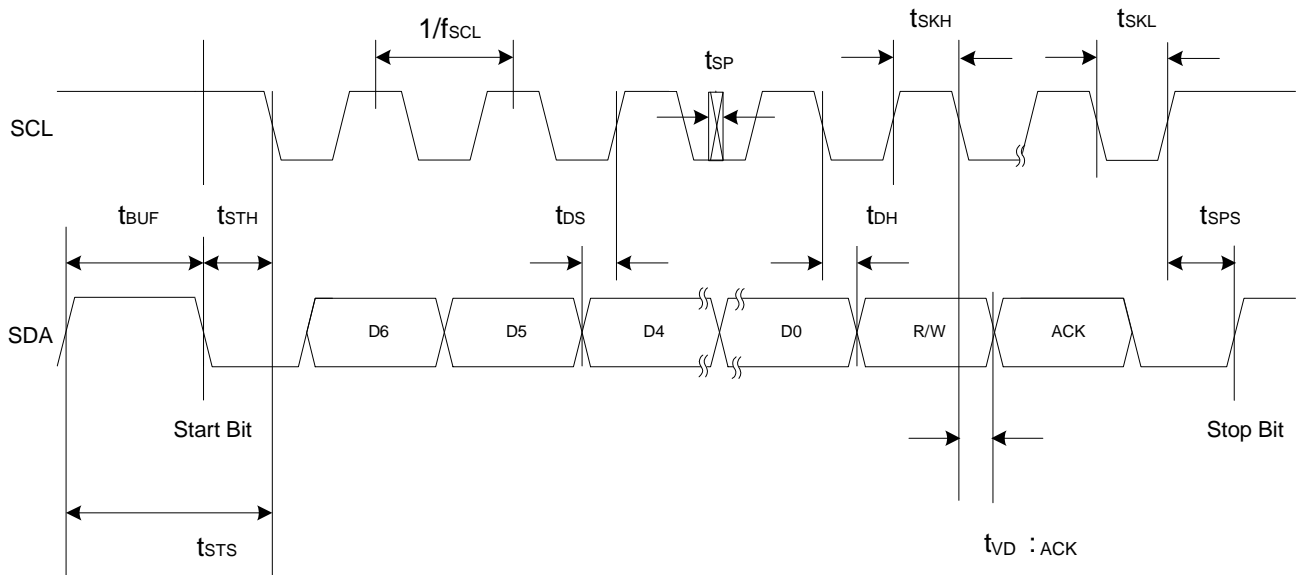 1/fSCL
tSKH
tSKL
tSP
SCL
tBUF
tSTH
tDS
tDH
tSPS
SDA
D6
D5
D4
D0
R/W
ACK
Start Bit
Stop Bit
tSTS
tVD : ACK